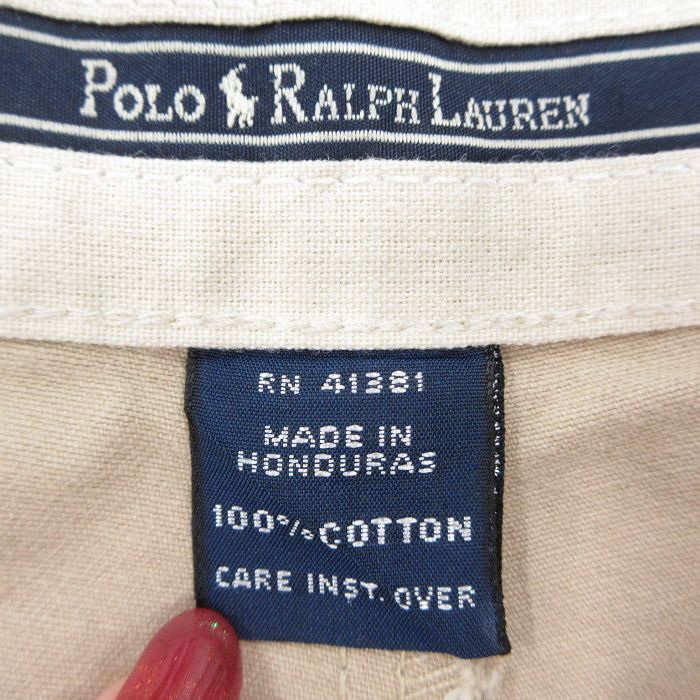 POLO RALPH LAUREN
RN 41381
MADE IN
HONDURAS
100% COTTON
CARE INST. OVER